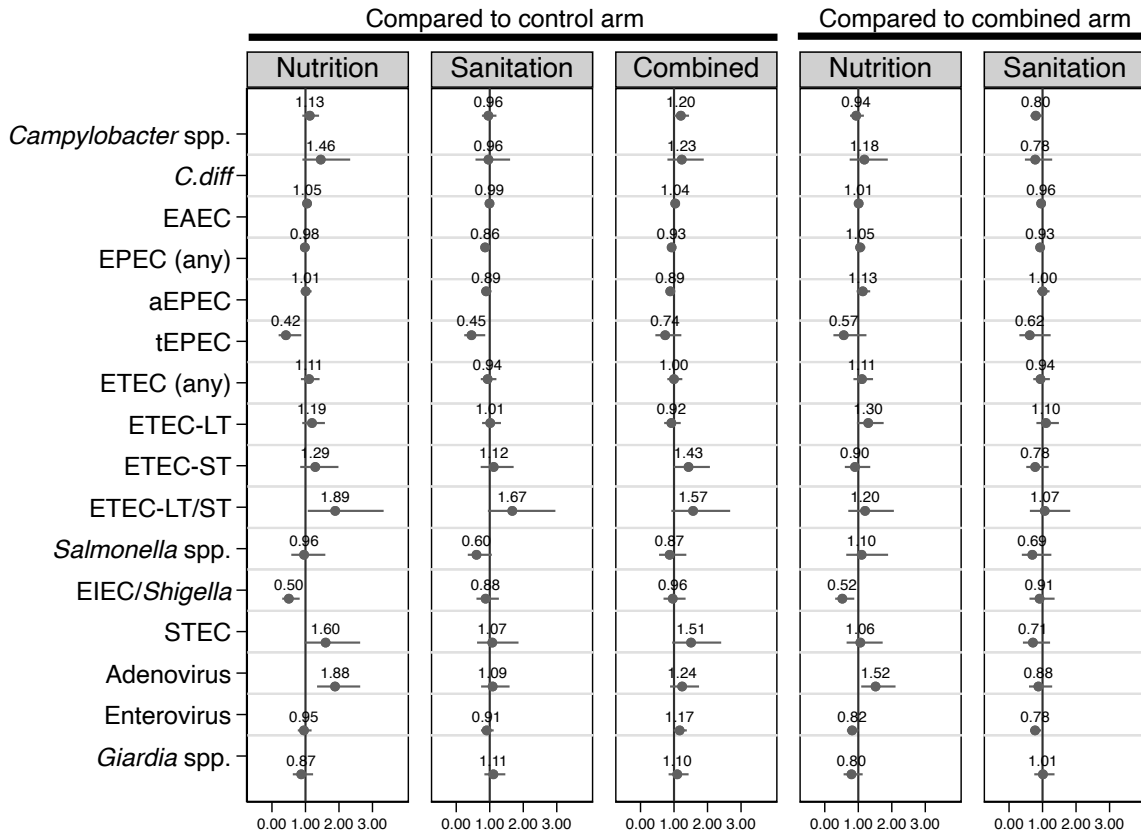 Compared to control arm Compared to combined arm
Nutrition Sanitation Combined Nutrition Sanitation
1.13 0.96 1.20 0.94 0.80
Campylobacter spp.
1.46 0.96 1.23 1.18 0.78
C.diff
1.05 0.99 1.04 1.01 0.96
EAEC
0.98 0.86 0.93 1.05 0.93
EPEC (any)
1.01 0.89 0.89 1.13 1.00
aEPEC
0.42 0.45 0.74 0.57 0.62
tEPEC
1.11 0.94 1.00 1.11 0.94
ETEC (any)
1.19 1.01 0.92 1.30 1.10
ETEC-LT
1.29 1.12 1.43 0.90 0.78
ETEC-ST
1.89 1.67 1.57 1.20 1.07
ETEC-LT/ST
0.96 0.60 0.87 1.10 0.69
Salmonella spp.
0.50 0.88 0.96 0.52 0.91
EIEC/Shigella
1.60 1.07 1.51 1.06 0.71
STEC
1.88 1.09 1.24 1.52 0.88
Adenovirus
0.95 0.91 1.17 0.82 0.78
Enterovirus
0.87 1.11 1.10 0.80 1.01
Giardia spp.
0.00 1.00 2.00 3.00 0.00 1.00 2.00 3.00 0.00 1.00 2.00 3.00 0.00 1.00 2.00 3.00 0.00 1.00 2.00 3.00